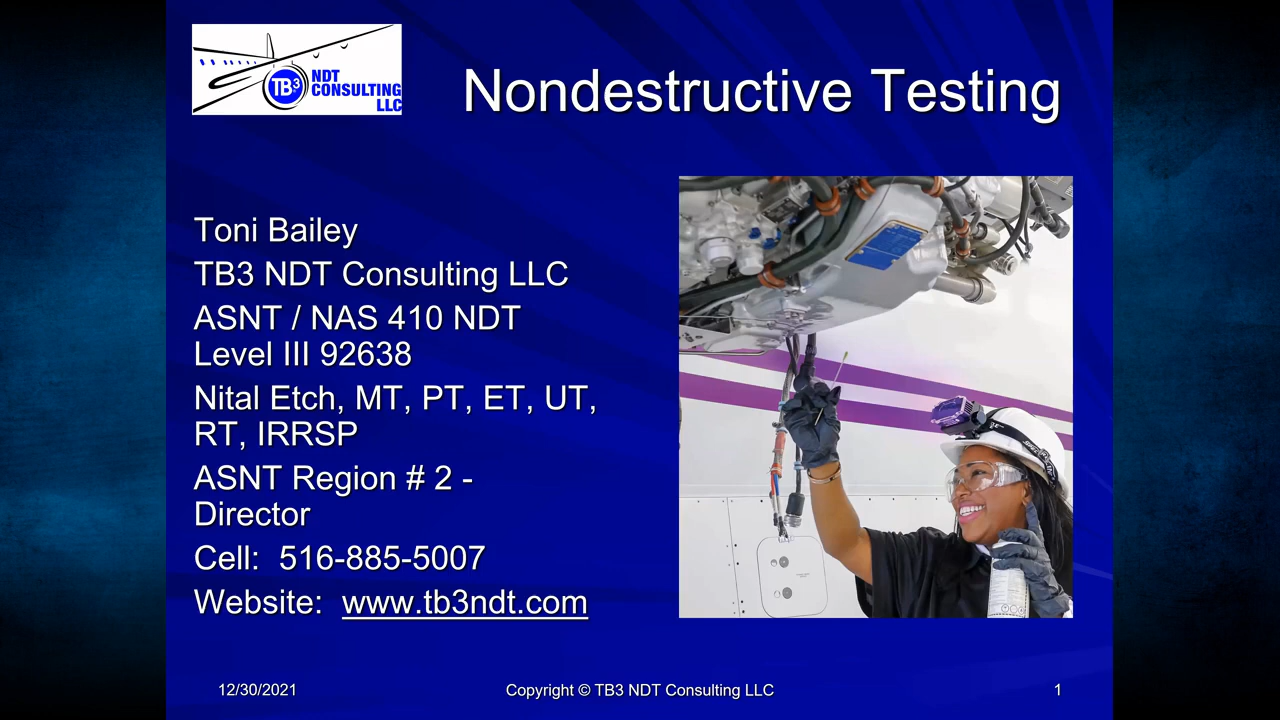 TB3 NDT
CONSULTING
LLC
Nondestructive Testing
Toni Bailey
TB3 NDT Consulting LLC
ASNT / NAS 410 NDT
Level III 92638
Nital Etch, MT, PT, ET, UT,
RT, IRRSP
ASNT Region # 2 -
Director
Cell:  516-885-5007
Website:  www.tb3ndt.com
12/30/2021
Copyright © TB3 NDT Consulting LLC
1